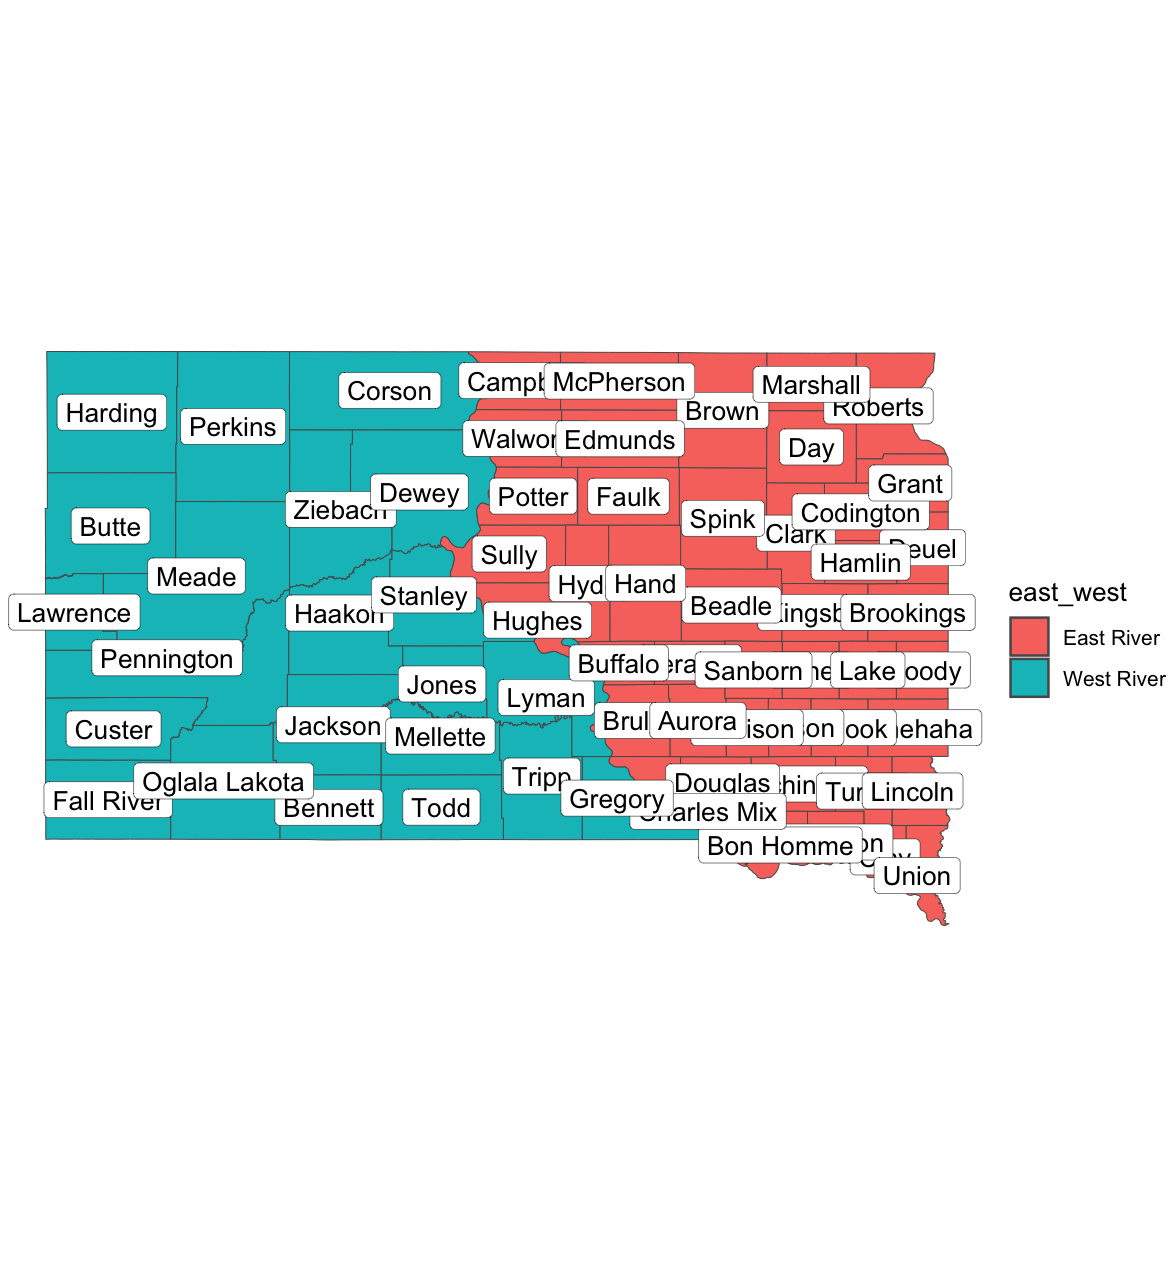 Corson
Campb
McPherson
Marshall
Roberts
Harding
Brown
Perkins
Walwor
Edmunds
Day
Grant
Dewey
Potter
Faulk
Ziebach
Codington
Spink
Butte
Clark
Sully
Deuel
Hamlin
Meade
Hyd
Hand
Stanley
Beadle
Lawrence
Haakon
Kingsb
Brookings
Hughes
Pennington
Buffalo
era
Sanborn
ne
Lake
oody
Jones
Lyman
Brul
Aurora
ison
on
ook
ehaha
Custer
Jackson
Mellette
Tripp
Oglala Lakota
Douglas
hin
Tur
Lincoln
Fall River
Gregory
Bennett
Todd
Charles Mix
Bon Homme
on
Clay
Union
east_west
East River
West River